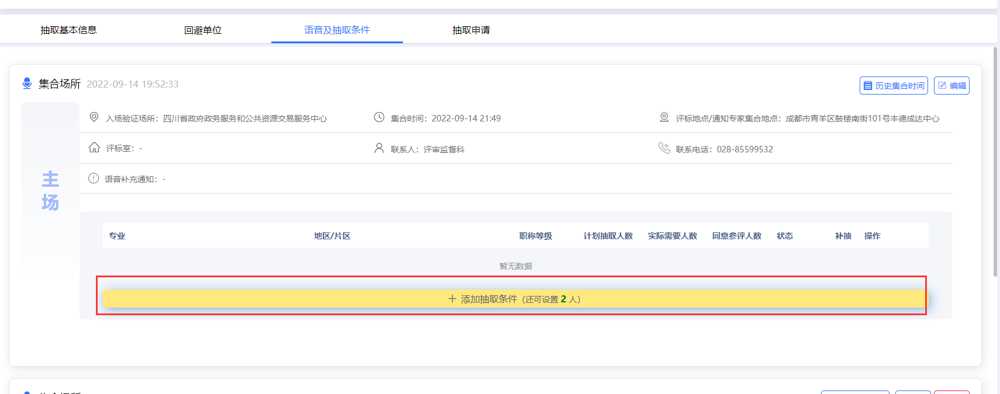 抽取基本信息 回避单位 语音及抽取条件 抽取申请
集合场所 2022-09-14 19:52:33 历史集合时间 编辑
入场验证场所：四川省政府政务服务和公共资源交易服务中心 集合时间：2022-09-14 21:49 评标地点/通知专家集合地点：成都市青羊区鼓楼南街101号丰德成达中心
评标室：- 联系人：评审监督科 联系电话：028-85599532
语音补充通知：-
主
场
专业 地区/片区 职称等级 计划抽取人数 实际需要人数 同意参评人数 状态 补抽 操作
暂无数据
添加抽取条件（还可设置 2 人）